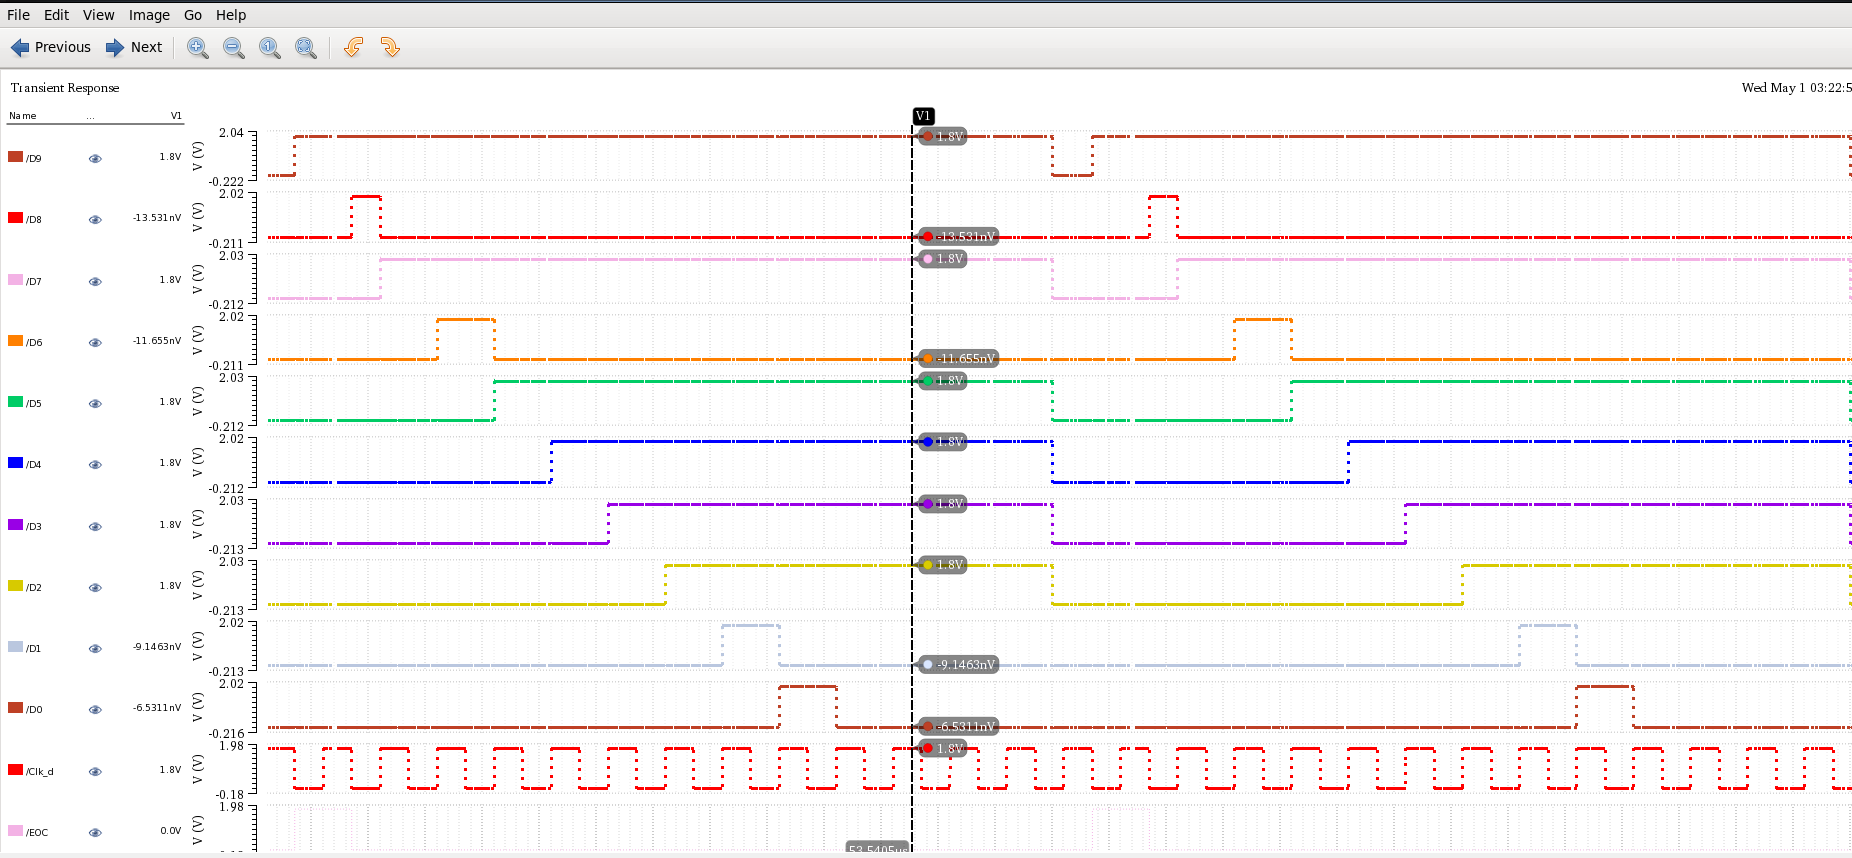 File Edit View Image Go Help
Previous Next
Transient Response
Wed May 1 03:22:5
Name ... V1
V1
/D9 1.8V V (V) 2.04 -0.222 1.8V
/D8 -13.531nV V (V) 2.02 -0.211 -13.531nV
/D7 1.8V V (V) 2.03 -0.212 1.8V
/D6 -11.655nV V (V) 2.02 -0.211 -11.655nV
/D5 1.8V V (V) 2.03 -0.212 1.8V
/D4 1.8V V (V) 2.02 -0.212 1.8V
/D3 1.8V V (V) 2.03 -0.213 1.8V
/D2 1.8V V (V) 2.03 -0.213 1.8V
/D1 -9.1463nV V (V) 2.02 -0.213 -9.1463nV
/D0 -6.5311nV V (V) 2.02 -0.216 -6.5311nV
/Clk_d 1.8V V (V) 1.98 -0.18 1.8V
/EOC 0.0V V (V) 1.98
53.5405us